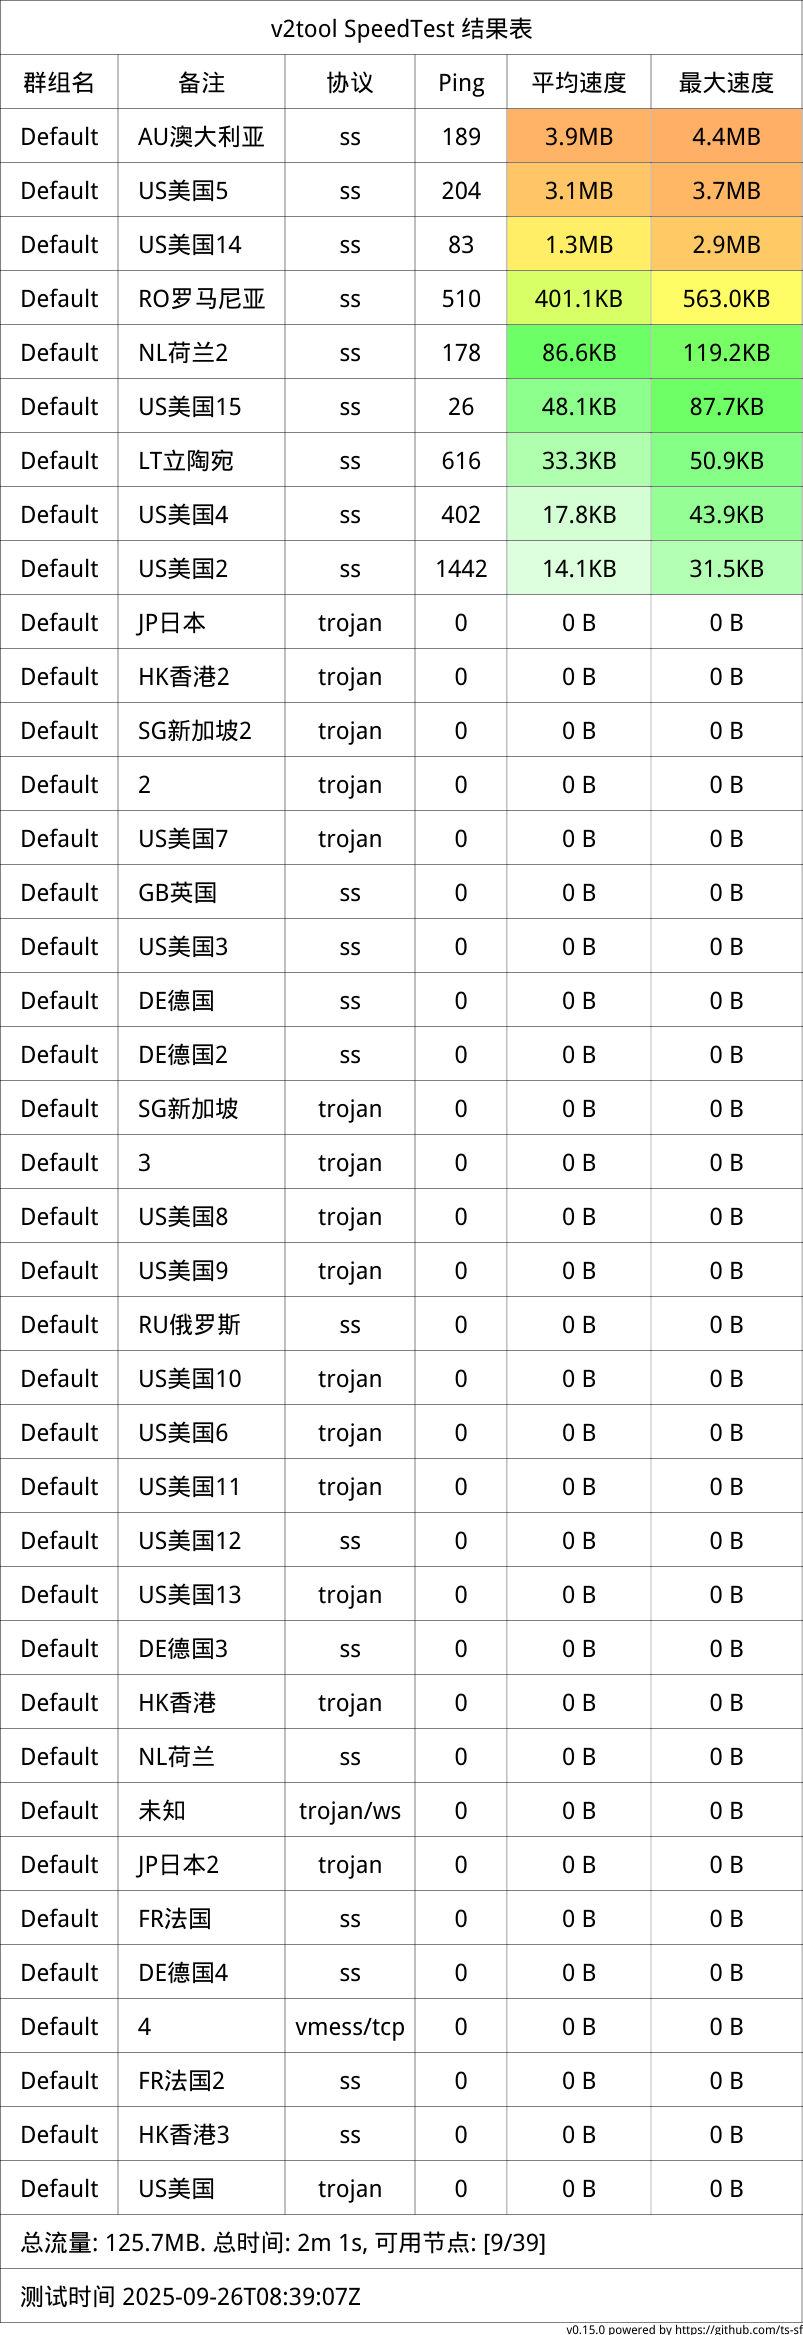 v2tool SpeedTest 结果表
群组名 备注 协议 Ping 平均速度 最大速度
Default AU澳大利亚 ss 189 3.9MB 4.4MB
Default US美国5 ss 204 3.1MB 3.7MB
Default US美国14 ss 83 1.3MB 2.9MB
Default RO罗马尼亚 ss 510 401.1KB 563.0KB
Default NL荷兰2 ss 178 86.6KB 119.2KB
Default US美国15 ss 26 48.1KB 87.7KB
Default LT立陶宛 ss 616 33.3KB 50.9KB
Default US美国4 ss 402 17.8KB 43.9KB
Default US美国2 ss 1442 14.1KB 31.5KB
Default JP日本 trojan 0 0 B 0 B
Default HK香港2 trojan 0 0 B 0 B
Default SG新加坡2 trojan 0 0 B 0 B
Default 2 trojan 0 0 B 0 B
Default US美国7 trojan 0 0 B 0 B
Default GB英国 ss 0 0 B 0 B
Default US美国3 ss 0 0 B 0 B
Default DE德国 ss 0 0 B 0 B
Default DE德国2 ss 0 0 B 0 B
Default SG新加坡 trojan 0 0 B 0 B
Default 3 trojan 0 0 B 0 B
Default US美国8 trojan 0 0 B 0 B
Default US美国9 trojan 0 0 B 0 B
Default RU俄罗斯 ss 0 0 B 0 B
Default US美国10 trojan 0 0 B 0 B
Default US美国6 trojan 0 0 B 0 B
Default US美国11 trojan 0 0 B 0 B
Default US美国12 ss 0 0 B 0 B
Default US美国13 trojan 0 0 B 0 B
Default DE德国3 ss 0 0 B 0 B
Default HK香港 trojan 0 0 B 0 B
Default NL荷兰 ss 0 0 B 0 B
Default 未知 trojan/ws 0 0 B 0 B
Default JP日本2 trojan 0 0 B 0 B
Default FR法国 ss 0 0 B 0 B
Default DE德国4 ss 0 0 B 0 B
Default 4 vmess/tcp 0 0 B 0 B
Default FR法国2 ss 0 0 B 0 B
Default HK香港3 ss 0 0 B 0 B
Default US美国 trojan 0 0 B 0 B
总流量: 125.7MB. 总时间: 2m 1s, 可用节点: [9/39]
测试时间 2025-09-26T08:39:07Z
v0.15.0 powered by https://github.com/ts-sf